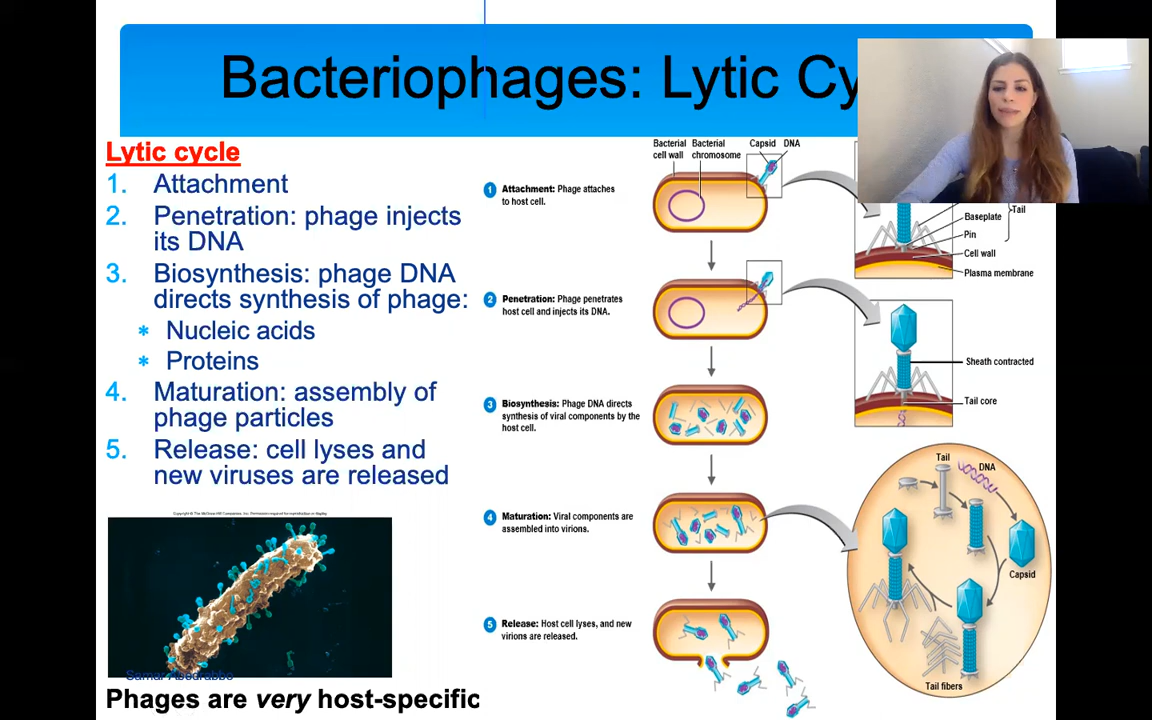 Bacteriophages: Lytic Cy
Lytic cycle
1. Attachment
2. Penetration: phage injects
its DNA
3. Biosynthesis: phage DNA
directs synthesis of phage:
* Nucleic acids
* Proteins
4. Maturation: assembly of
phage particles
5. Release: cell lyses and
new viruses are released
Copyright © The McGraw-Hill Companies, Inc. Permission required for reproduction or display.
Samar Abodrabbo
Phages are very host-specific
Bacterial
cell wall
Bacterial
chromosome
Capsid
DNA
1 Attachment: Phage attaches
to host cell.
Tail
Baseplate
Pin
Cell wall
Plasma membrane
2 Penetration: Phage penetrates
host cell and injects its DNA.
Sheath contracted
Tail core
3 Biosynthesis: Phage DNA directs
synthesis of viral components by the
host cell.
4 Maturation: Viral components are
assembled into virions.
Tail
DNA
Capsid
Tail fibers
5 Release: Host cell lyses, and new
virions are released.